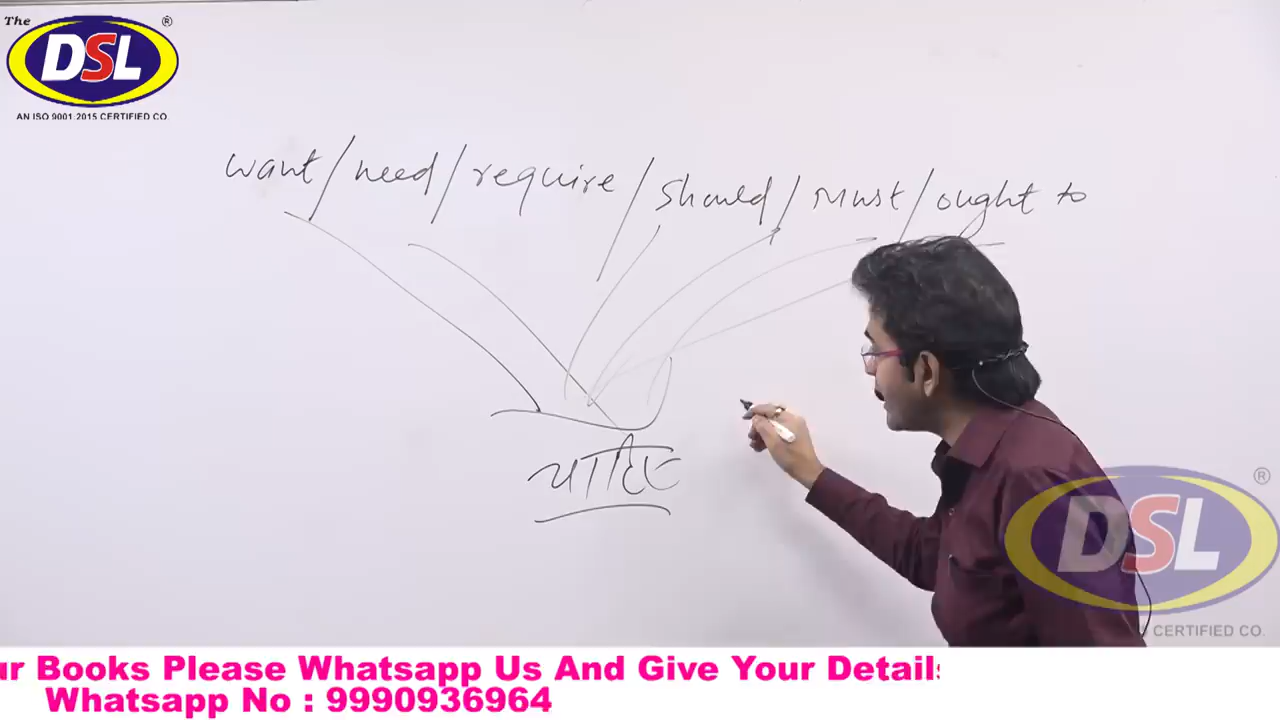 The
DSL ®
AN ISO 9001:2015 CERTIFIED CO.
want/need/require/should/Must/ought to
चाहिए
DSL ®
CERTIFIED CO.
ur Books Please Whatsapp Us And Give Your Details
Whatsapp No : 9990936964